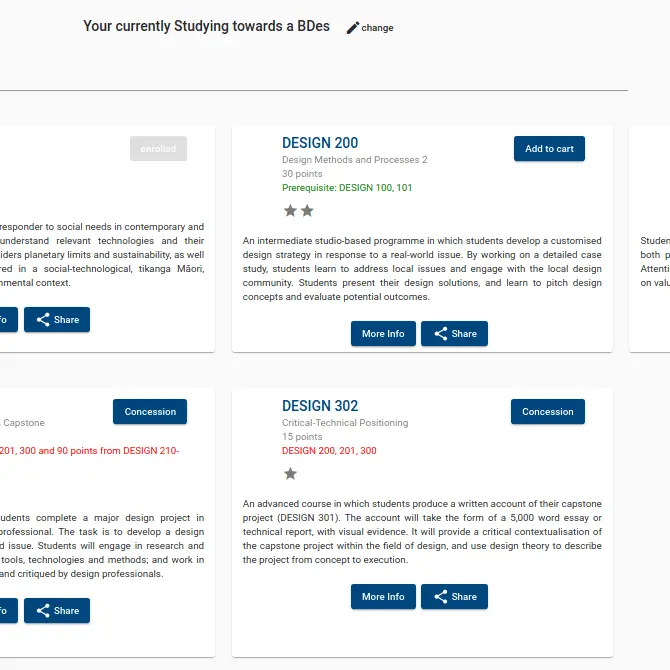 Your currently Studying towards a BDes
change
enrolled
responder to social needs in contemporary and
understand relevant technologies and their
iders planetary limits and sustainability, as well
red in a social-technological, tikanga Māori,
nmental context.
fo
Share
DESIGN 200
Add to cart
Design Methods and Processes 2
30 points
Prerequisite: DESIGN 100, 101
An intermediate studio-based programme in which students develop a customised
design strategy in response to a real-world issue. By working on a detailed case
study, students learn to address local issues and engage with the local design
community. Students present their design solutions, and learn to pitch design
concepts and evaluate potential outcomes.
More Info
Share
Studen
both p
Attenti
on valu
Concession
Capstone
201, 300 and 90 points from DESIGN 210-
udents complete a major design project in
professional. The task is to develop a design
d issue. Students will engage in research and
tools, technologies and methods; and work in
and critiqued by design professionals.
fo
Share
DESIGN 302
Concession
Critical-Technical Positioning
15 points
DESIGN 200, 201, 300
An advanced course in which students produce a written account of their capstone
project (DESIGN 301). The account will take the form of a 5,000 word essay or
technical report, with visual evidence. It will provide a critical contextualisation of
the capstone project within the field of design, and use design theory to describe
the project from concept to execution.
More Info
Share